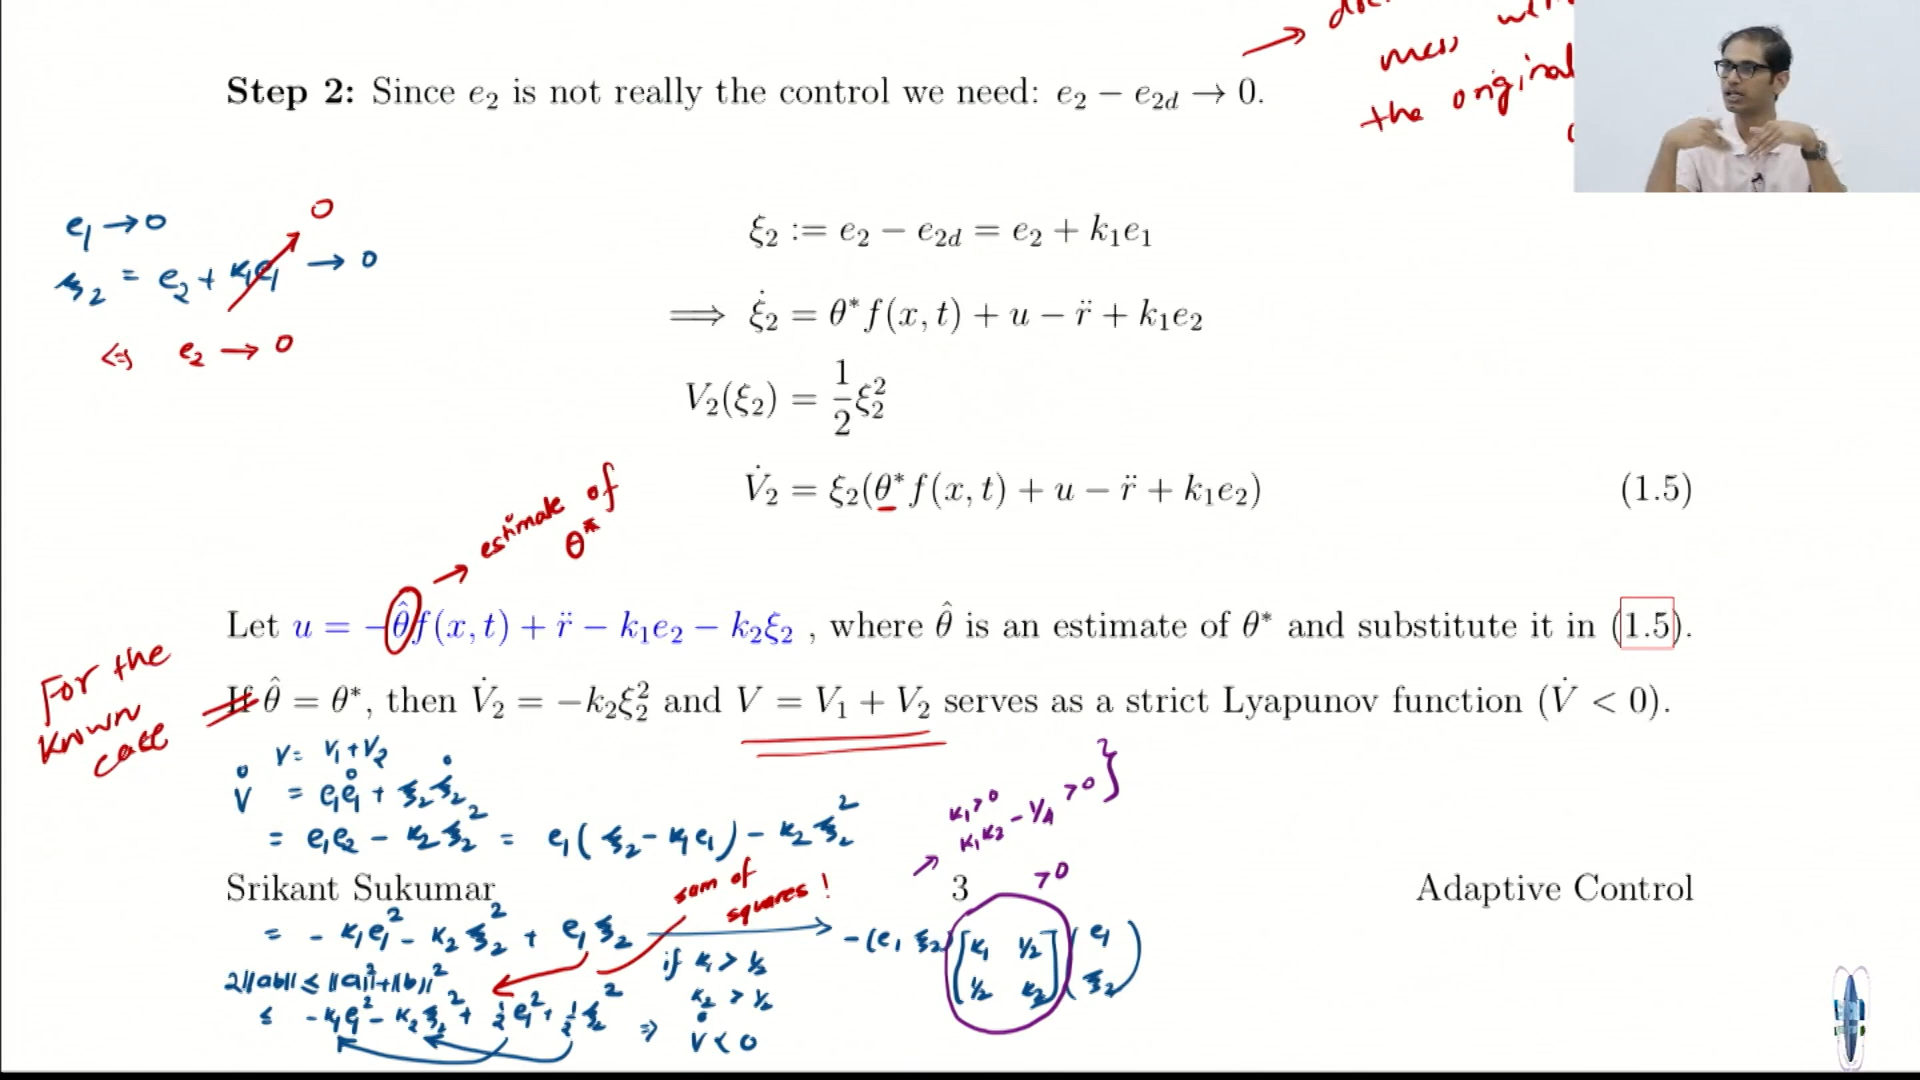 mess
the original
Step 2: Since e₂ is not really the control we need: e₂ − e₂d → 0.
e₁ → 0
0
ξ₂ = e₂ + k₁e₁ → 0
⇔ e₂ → 0
ξ₂ := e₂ − e₂d = e₂ + k₁e₁
⟹ ξ̇₂ = θ* f(x, t) + u − r̈ + k₁e₂
V₂(ξ₂) = ½ξ₂²
V̇₂ = ξ₂(θ* f(x, t) + u − r̈ + k₁e₂) (1.5)
→ estimate of
θ*
Let u = −θ̂f(x, t) + r̈ − k₁e₂ − k₂ξ₂ , where θ̂ is an estimate of θ* and substitute it in (1.5).
For the
known
case
If θ̂ = θ*, then V̇₂ = −k₂ξ₂² and V = V₁ + V₂ serves as a strict Lyapunov function (V̇ < 0).
V = V₁ + V₂
V̇ = e₁ė₁ + ξ₂ξ̇₂
= e₁e₂ − k₂ξ₂² = e₁(ξ₂ − k₁e₁) − k₂ξ₂²
k₁ > 0
k₁k₂ − 1/4 > 0 }
Srikant Sukumar 3 Adaptive Control
sum of
squares!
> 0
= − k₁e₁² − k₂ξ₂² + e₁ξ₂ → −(e₁ ξ₂) [k₁ 1/2
1/2 k₂] (e₁
ξ₂)
2||ab|| ≤ ||a||² + ||b||²
≤ − k₁e₁² − k₂ξ₂² + ½e₁² + ½ξ₂² ⇒
if k₁ > 1/2
k₂ > 1/2
V̇ < 0